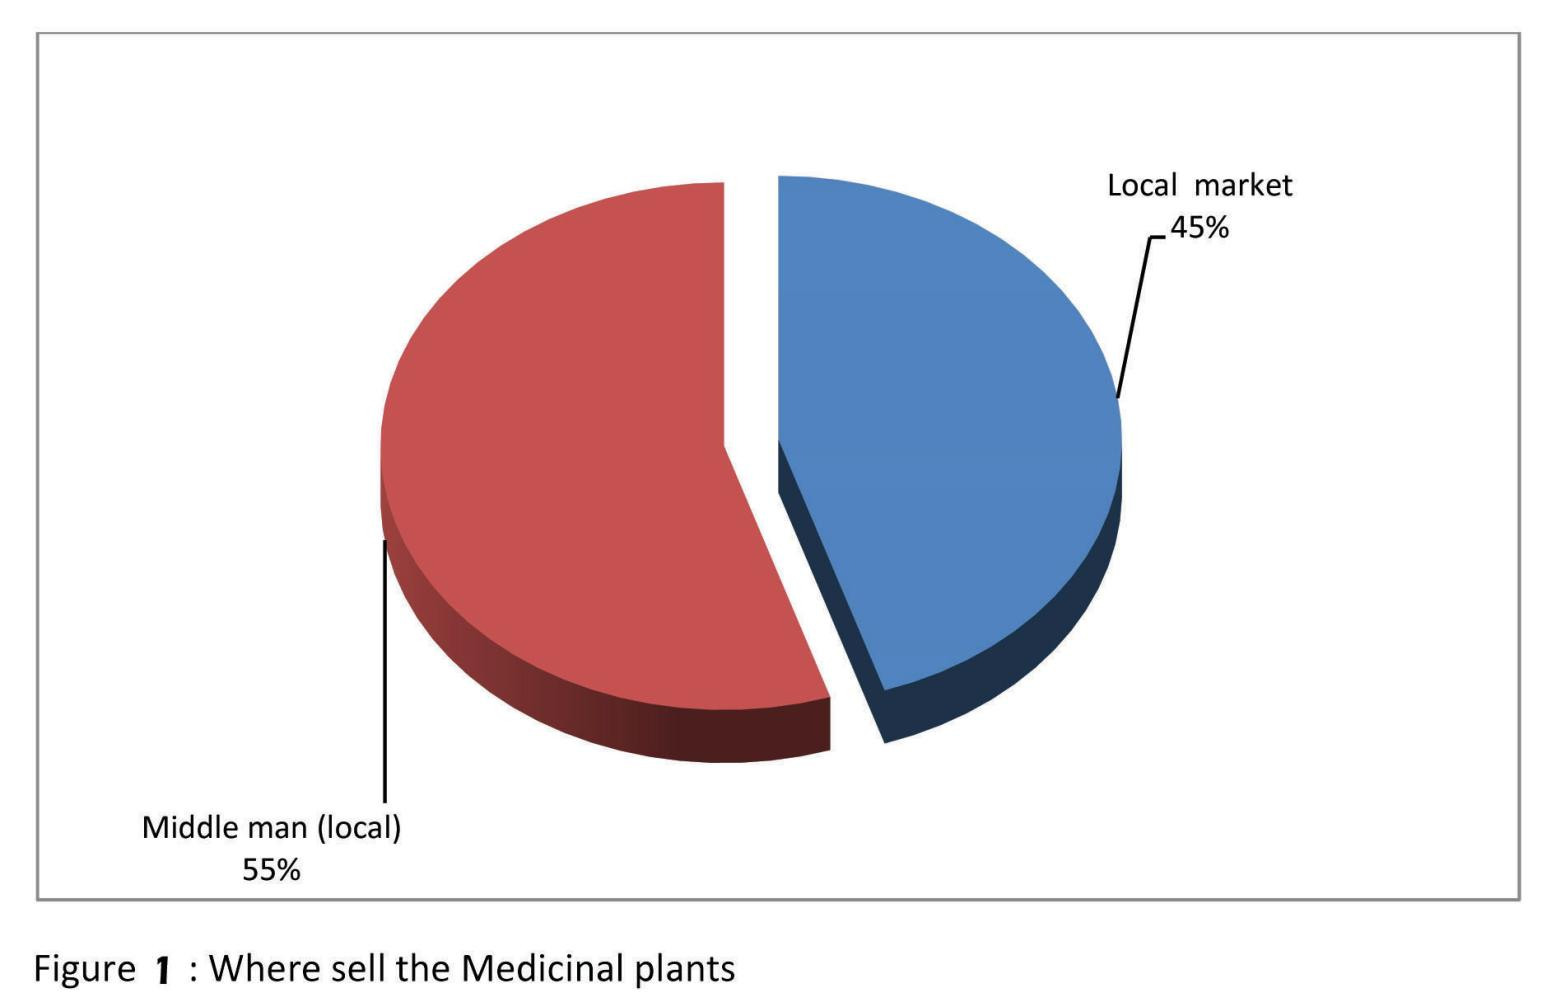 Local market
45%
Middle man (local)
55%
Figure 1 : Where sell the Medicinal plants